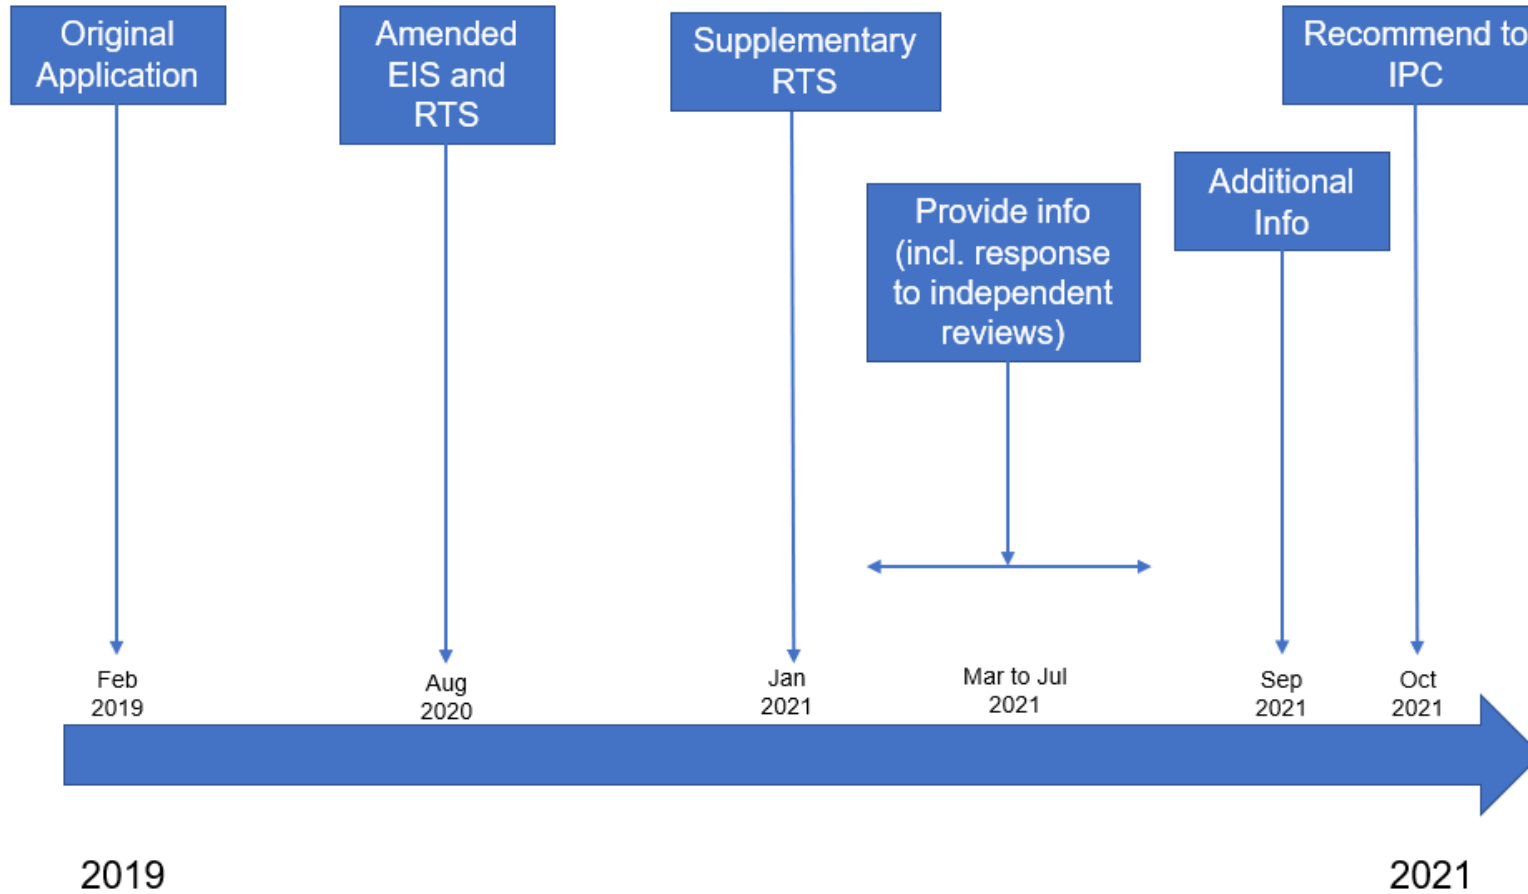 Original
Application
Amended
EIS and
RTS
Supplementary
RTS
Provide info
(incl. response
to independent
reviews)
Additional
Info
Recommend to
IPC
Feb
2019
Aug
2020
Jan
2021
Mar to Jul
2021
Sep
2021
Oct
2021
2019
2021